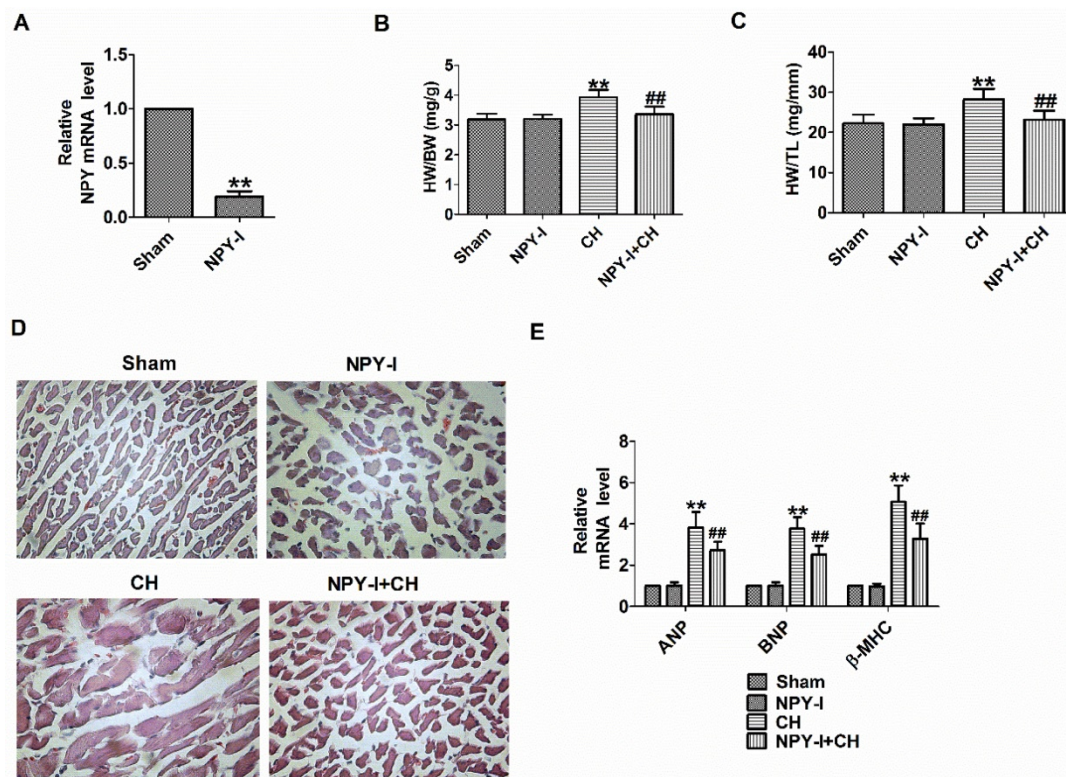 A
Relative
NPY mRNA level
1.5
1.0
0.5
0.0
**
Sham
NPY-I
B
HW/BW (mg/g)
5
4
3
2
1
0
**
##
Sham
NPY-I
CH
NPY-I+CH
C
HW/TL (mg/mm)
40
30
20
10
0
**
##
Sham
NPY-I
CH
NPY-I+CH
D
Sham
NPY-I
CH
NPY-I+CH
E
Relative
mRNA level
8
6
4
2
0
**
##
**
##
**
##
ANP
BNP
β-MHC
Sham
NPY-I
CH
NPY-I+CH